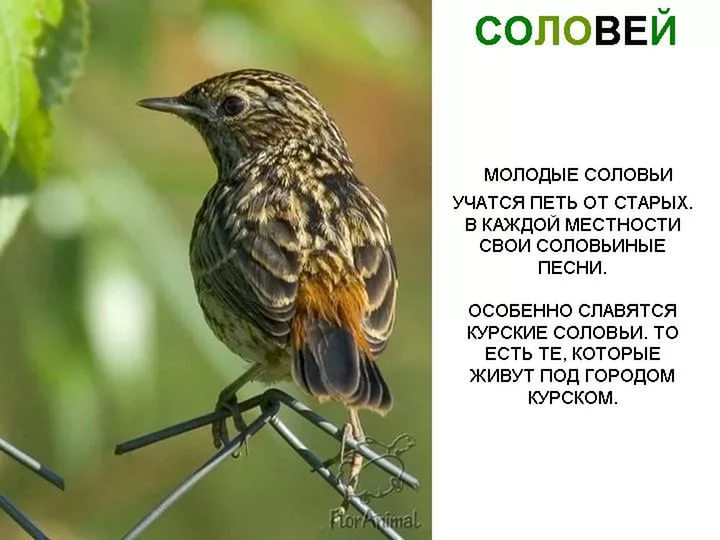 СОЛОВЕЙ
МОЛОДЫЕ СОЛОВЬИ
УЧАТСЯ ПЕТЬ ОТ СТАРЫХ.
В КАЖДОЙ МЕСТНОСТИ
СВОИ СОЛОВЬИНЫЕ
ПЕСНИ.
ОСОБЕННО СЛАВЯТСЯ
КУРСКИЕ СОЛОВЬИ. ТО
ЕСТЬ ТЕ, КОТОРЫЕ
ЖИВУТ ПОД ГОРОДОМ
КУРСКОМ.
FlorAnimal